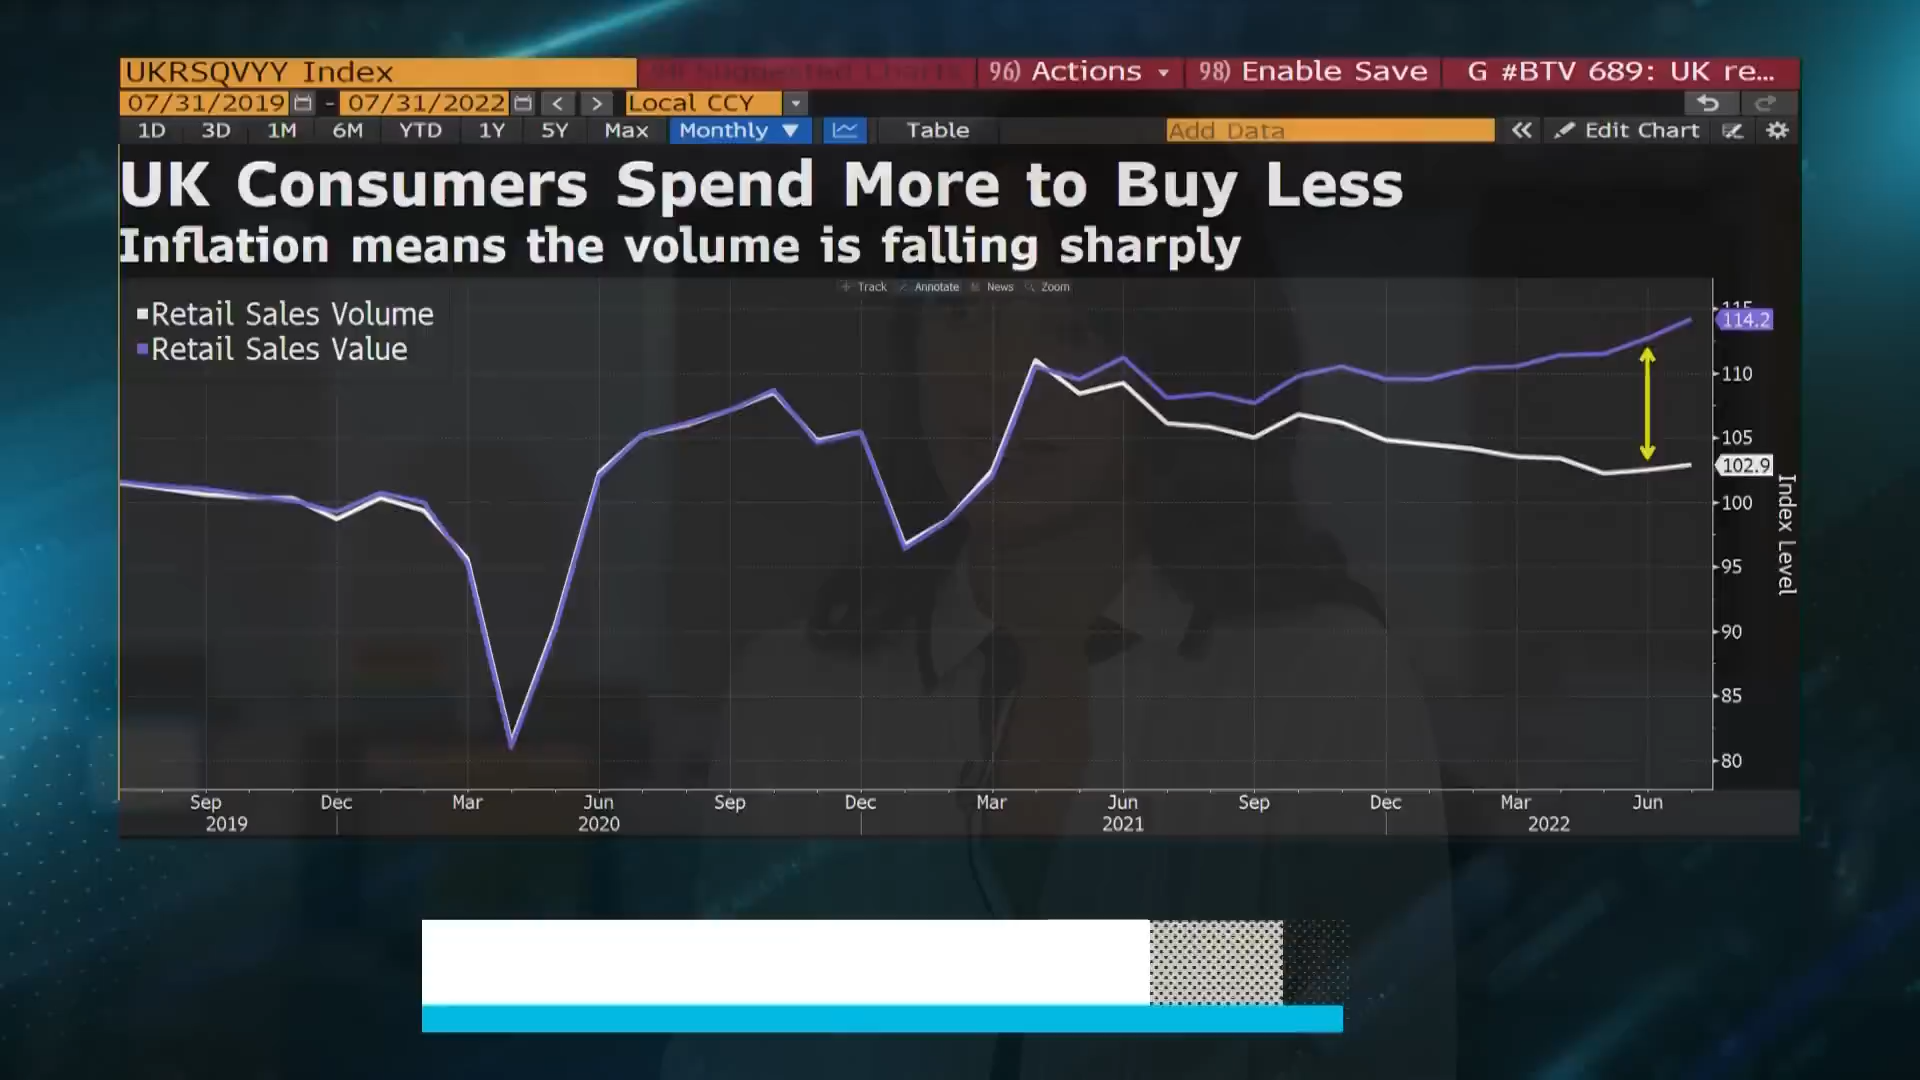 UKRSQVYY Index
94) Suggested Charts
96) Actions
98) Enable Save
G #BTV 689: UK re...
07/31/2019 - 07/31/2022
Local CCY
1D 3D 1M 6M YTD 1Y 5Y Max Monthly Table
Add Data
Edit Chart
UK Consumers Spend More to Buy Less
Inflation means the volume is falling sharply
Track Annotate News Zoom
Retail Sales Volume
Retail Sales Value
115
114.2
110
105
102.9
100
95
90
85
80
Index Level
Sep Dec Mar Jun Sep Dec Mar Jun Sep Dec Mar Jun
2019 2020 2021 2022